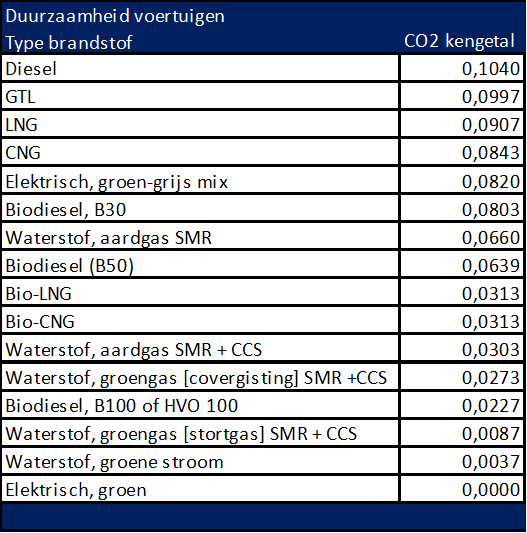 Duurzaamheid voertuigen
Type brandstof CO2 kengetal
Diesel 0,1040
GTL 0,0997
LNG 0,0907
CNG 0,0843
Elektrisch, groen-grijs mix 0,0820
Biodiesel, B30 0,0803
Waterstof, aardgas SMR 0,0660
Biodiesel (B50) 0,0639
Bio-LNG 0,0313
Bio-CNG 0,0313
Waterstof, aardgas SMR + CCS 0,0303
Waterstof, groengas [covergisting] SMR +CCS 0,0273
Biodiesel, B100 of HVO 100 0,0227
Waterstof, groengas [stortgas] SMR + CCS 0,0087
Waterstof, groene stroom 0,0037
Elektrisch, groen 0,0000